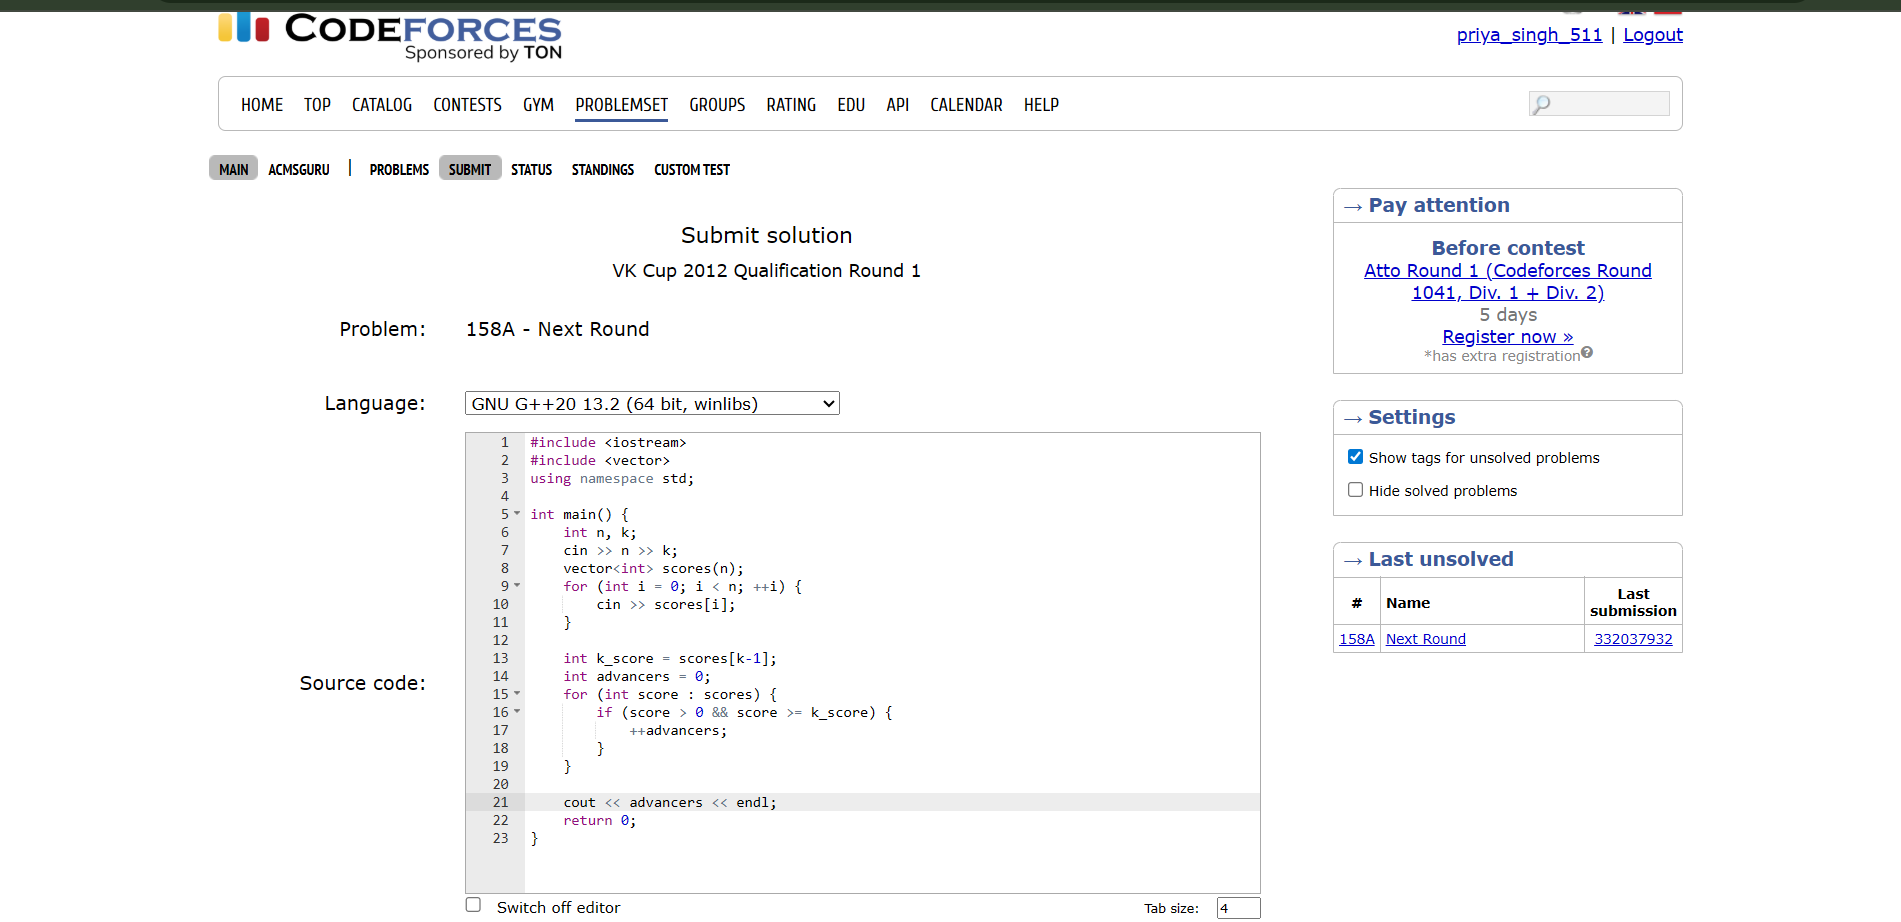 CODEFORCES
Sponsored by TON
priya_singh_511 | Logout
HOME TOP CATALOG CONTESTS GYM PROBLEMSET GROUPS RATING EDU API CALENDAR HELP
MAIN ACMSGURU | PROBLEMS SUBMIT STATUS STANDINGS CUSTOM TEST
Submit solution
VK Cup 2012 Qualification Round 1
Problem: 158A - Next Round
Language: GNU G++20 13.2 (64 bit, winlibs)
Source code:
1 #include <iostream>
2 #include <vector>
3 using namespace std;
4
5 int main() {
6     int n, k;
7     cin >> n >> k;
8     vector<int> scores(n);
9     for (int i = 0; i < n; ++i) {
10         cin >> scores[i];
11     }
12
13     int k_score = scores[k-1];
14     int advancers = 0;
15     for (int score : scores) {
16         if (score > 0 && score >= k_score) {
17             ++advancers;
18         }
19     }
20
21     cout << advancers << endl;
22     return 0;
23 }
Switch off editor
Tab size: 4
→ Pay attention
Before contest
Atto Round 1 (Codeforces Round
1041, Div. 1 + Div. 2)
5 days
Register now »
*has extra registration?
→ Settings
Show tags for unsolved problems
Hide solved problems
→ Last unsolved
# Name Last
submission
158A Next Round 332037932